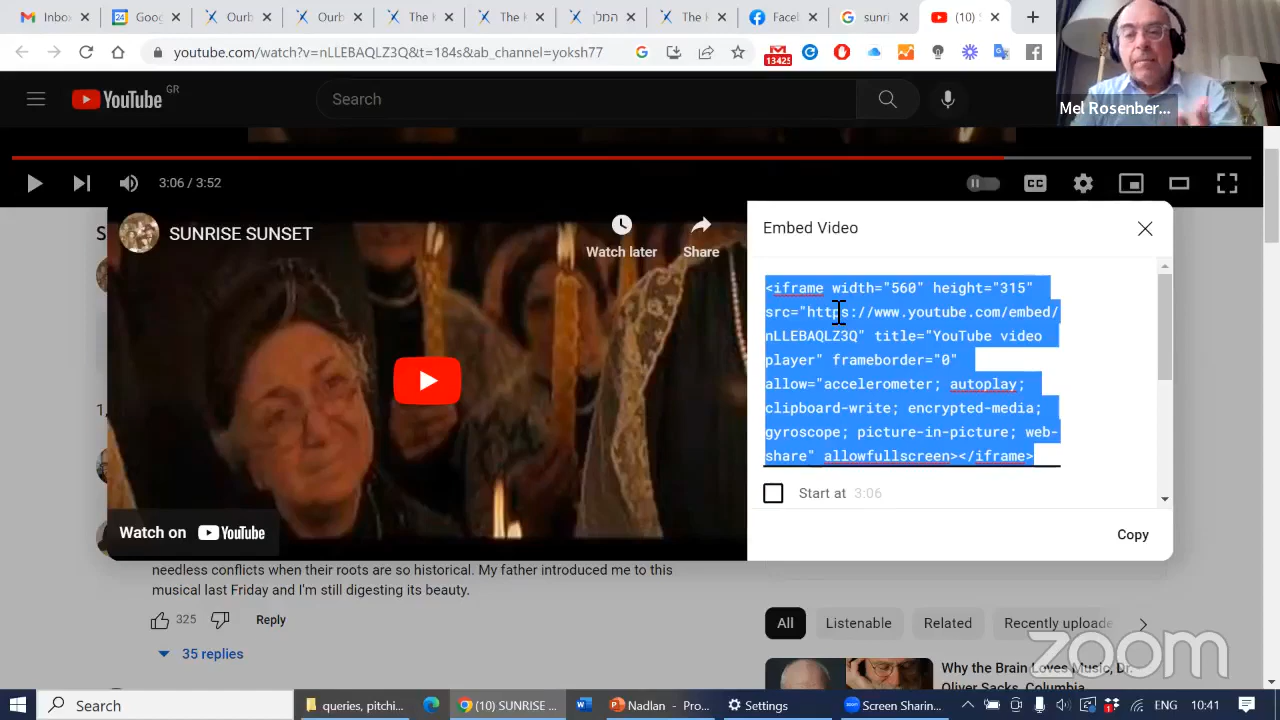 Inbox
Goo
Ourb
Ourb
The
The
The
Facel
sunri
(10)
youtube.com/watch?v=nLLEBAQLZ3Q&t=184s&ab_channel=yoksh77
13425
Mel Rosenber...
YouTube GR
Search
3:06 / 3:52
CC
S
SUNRISE SUNSET
Watch later
Share
Embed Video
<iframe width="560" height="315"
src="https://www.youtube.com/embed/
nLLEBAQLZ3Q" title="YouTube video
player" frameborder="0"
allow="accelerometer; autoplay;
clipboard-write; encrypted-media;
gyroscope; picture-in-picture; web-
share" allowfullscreen></iframe>
1,
Start at 3:06
Watch on YouTube
Copy
needless conflicts when their roots are so historical. My father introduced me to this
musical last Friday and I'm still digesting its beauty.
325
Reply
35 replies
All
Listenable
Related
Recently uploade
Why the Brain Loves Music, Dr.
Oliver Sacks, Columbia
zoom
Search
queries, pitchi...
(10) SUNRISE ...
Nadlan - Pro...
Settings
Screen Sharin...
ENG
10:41